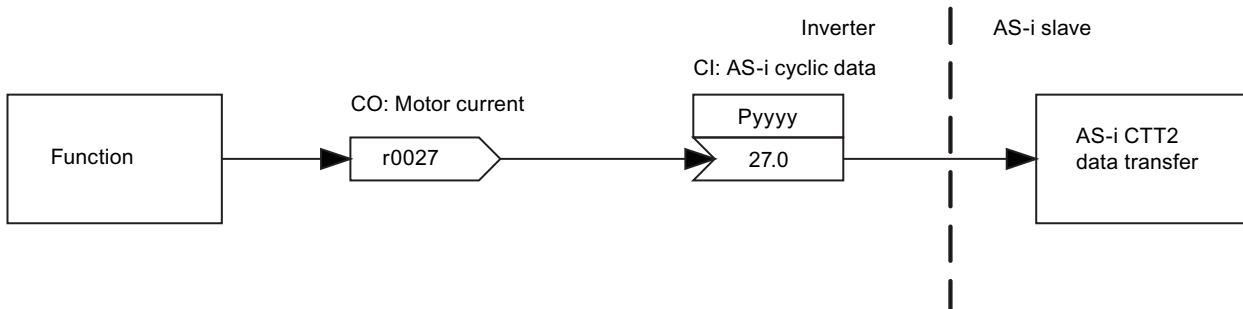 Inverter
AS-i slave
CI: AS-i cyclic data
CO: Motor current
Pyyyy
Function
r0027
27.0
AS-i CTT2
data transfer